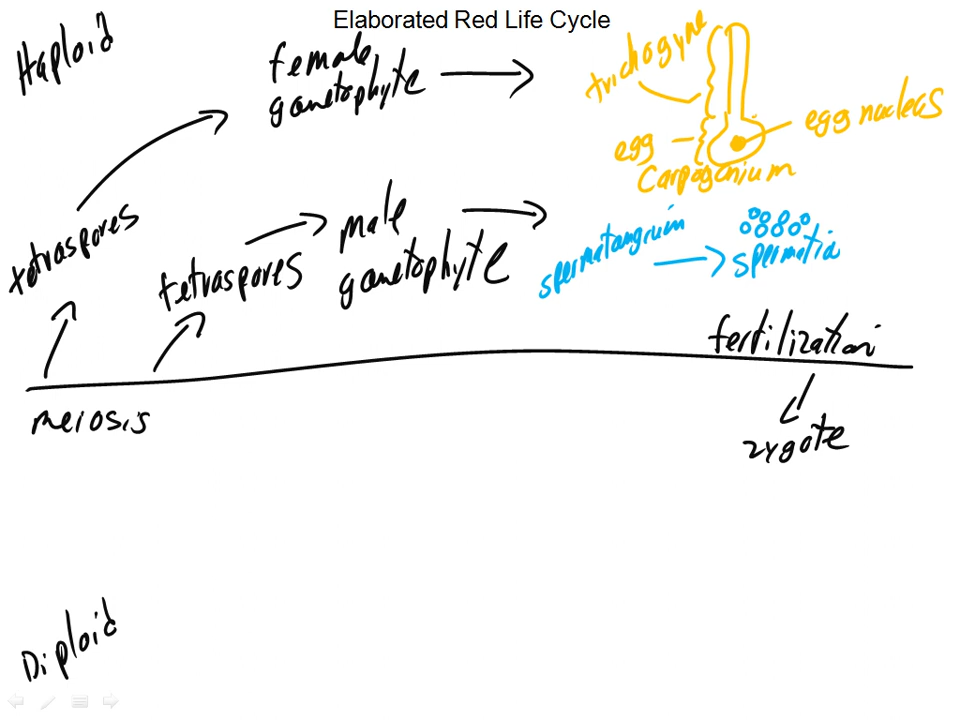 Elaborated Red Life Cycle
Haploid
female
gametophyte
trichogyne
egg
egg nucleus
Carpogonium
tetraspores
tetraspores
male
gametophyte
spermatangium
spermatia
fertilization
meiosis
zygote
Diploid